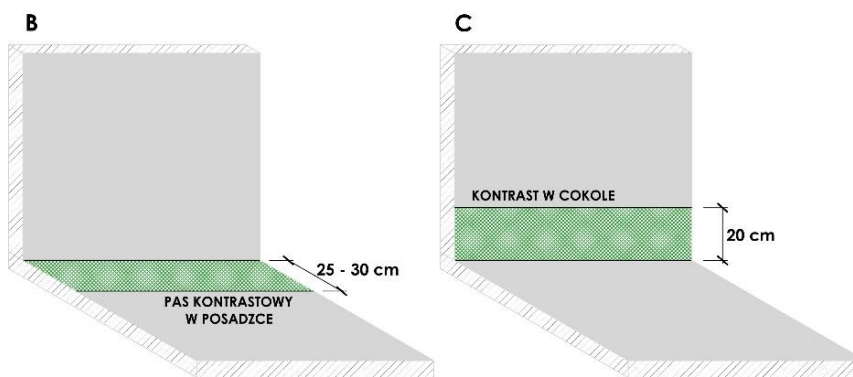 B
25 - 30 cm
PAS KONTRASTOWY
W POSADZCE
C
KONTRAST W COKOLE
20 cm